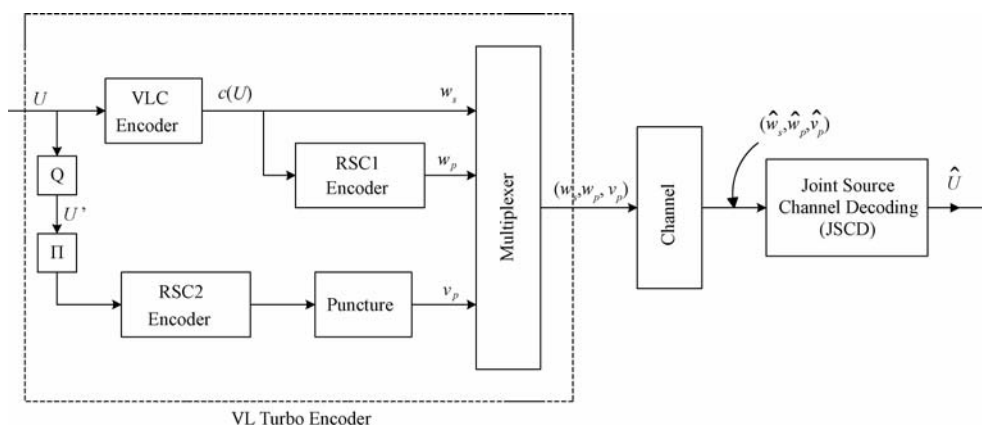 U
VLC
Encoder
c(U)
w_s
Q
U'
Π
RSC1
Encoder
w_p
RSC2
Encoder
Puncture
v_p
Multiplexer
(w_s,w_p, v_p)
Channel
(ŵ_s,ŵ_p,v̂_p)
Joint Source
Channel Decoding
(JSCD)
Û
VL Turbo Encoder